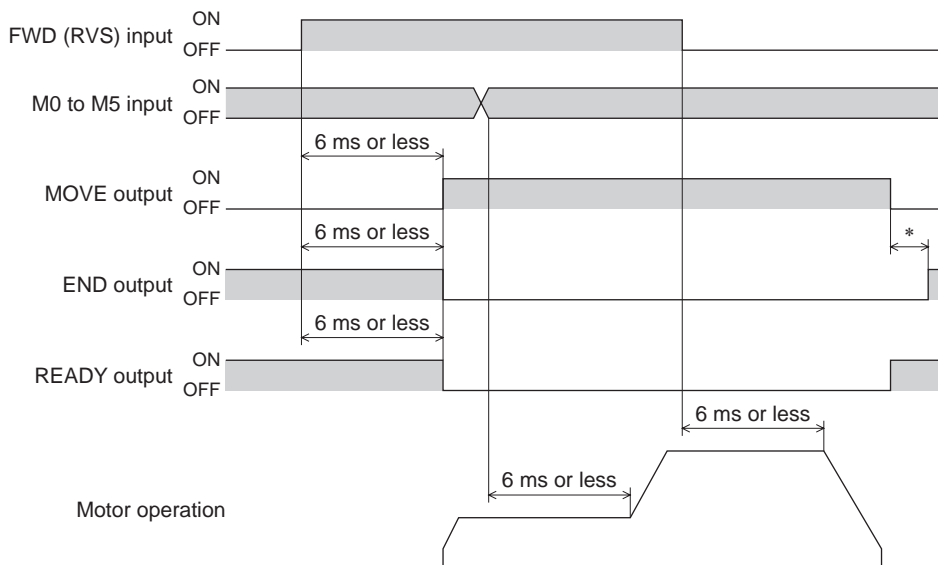 ON
FWD (RVS) input
OFF
ON
M0 to M5 input
OFF
6 ms or less
ON
MOVE output
OFF
6 ms or less
*
ON
END output
OFF
6 ms or less
ON
READY output
OFF
6 ms or less
6 ms or less
Motor operation